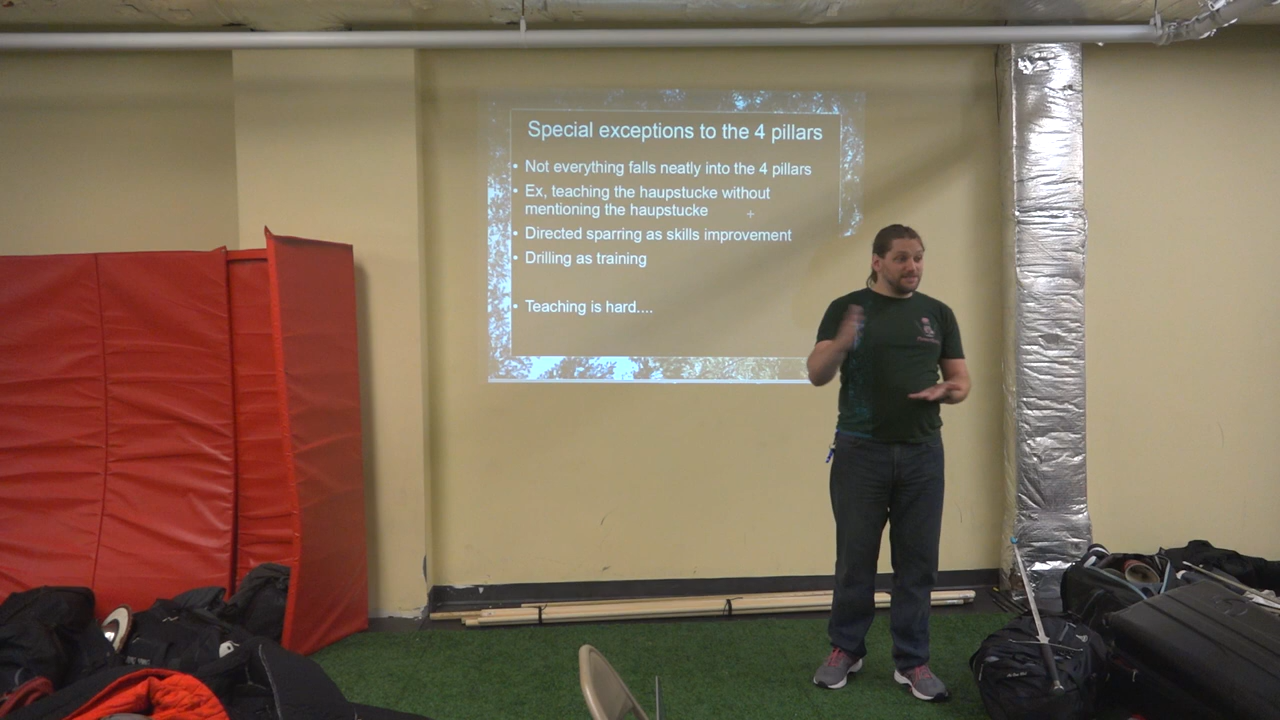 Special exceptions to the 4 pillars
• Not everything falls neatly into the 4 pillars
• Ex, teaching the haupstucke without
mentioning the haupstucke
• Directed sparring as skills improvement
• Drilling as training
• Teaching is hard....